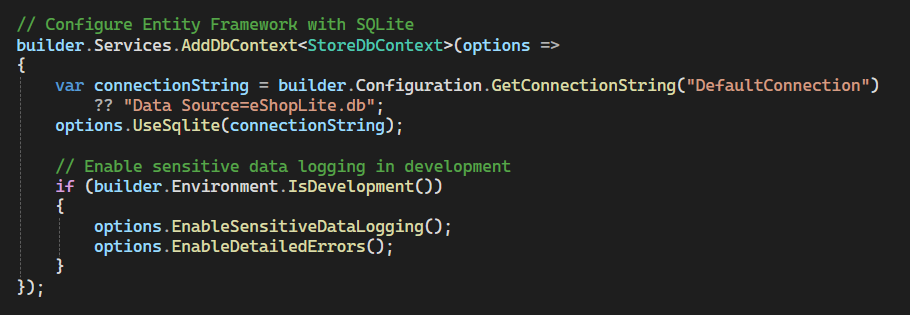 // Configure Entity Framework with SQLite
builder.Services.AddDbContext<StoreDbContext>(options =>
{
    var connectionString = builder.Configuration.GetConnectionString("DefaultConnection")
        ?? "Data Source=eShopLite.db";
    options.UseSqlite(connectionString);

    // Enable sensitive data logging in development
    if (builder.Environment.IsDevelopment())
    {
        options.EnableSensitiveDataLogging();
        options.EnableDetailedErrors();
    }
});